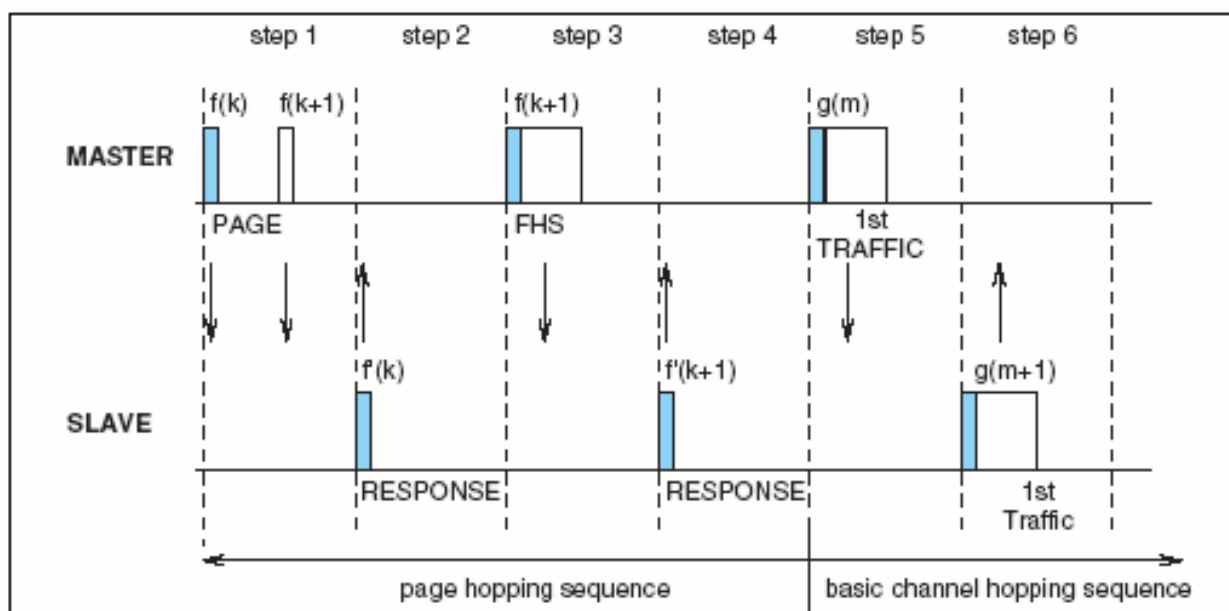 step 1 step 2 step 3 step 4 step 5 step 6
f(k) f(k+1) f(k+1) g(m)
MASTER
PAGE FHS 1st
TRAFFIC
f'(k) f'(k+1) g(m+1)
SLAVE
RESPONSE RESPONSE 1st
Traffic
page hopping sequence basic channel hopping sequence